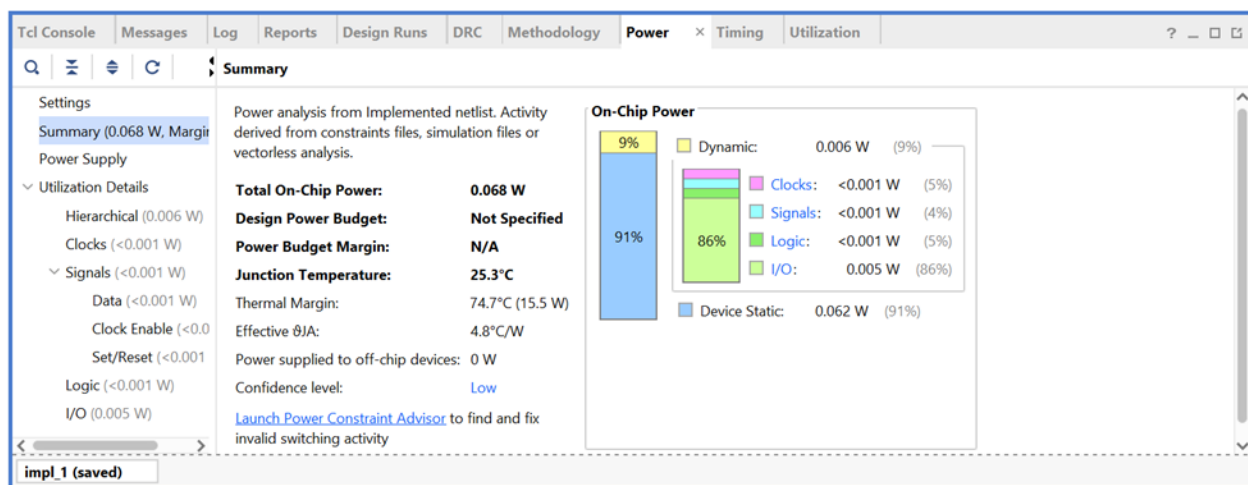 Tcl Console Messages Log Reports Design Runs DRC Methodology Power × Timing Utilization ?
Summary
Settings
Summary (0.068 W, Margin
Power Supply
Utilization Details
Hierarchical (0.006 W)
Clocks (<0.001 W)
Signals (<0.001 W)
Data (<0.001 W)
Clock Enable (<0.0
Set/Reset (<0.001
Logic (<0.001 W)
I/O (0.005 W)
Power analysis from Implemented netlist. Activity
derived from constraints files, simulation files or
vectorless analysis.
Total On-Chip Power: 0.068 W
Design Power Budget: Not Specified
Power Budget Margin: N/A
Junction Temperature: 25.3°C
Thermal Margin: 74.7°C (15.5 W)
Effective ϑJA: 4.8°C/W
Power supplied to off-chip devices: 0 W
Confidence level: Low
Launch Power Constraint Advisor to find and fix
invalid switching activity
On-Chip Power
9%
91%
Dynamic: 0.006 W (9%)
86%
Clocks: <0.001 W (5%)
Signals: <0.001 W (4%)
Logic: <0.001 W (5%)
I/O: 0.005 W (86%)
Device Static: 0.062 W (91%)
impl_1 (saved)